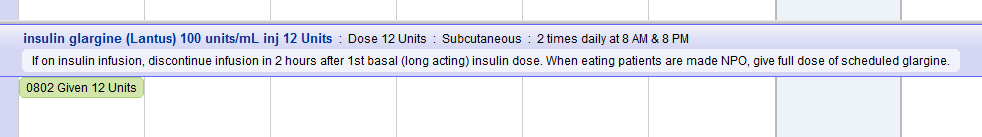 insulin glargine (Lantus) 100 units/mL inj 12 Units : Dose 12 Units : Subcutaneous : 2 times daily at 8 AM & 8 PM
If on insulin infusion, discontinue infusion in 2 hours after 1st basal (long acting) insulin dose. When eating patients are made NPO, give full dose of scheduled glargine.
0802 Given 12 Units